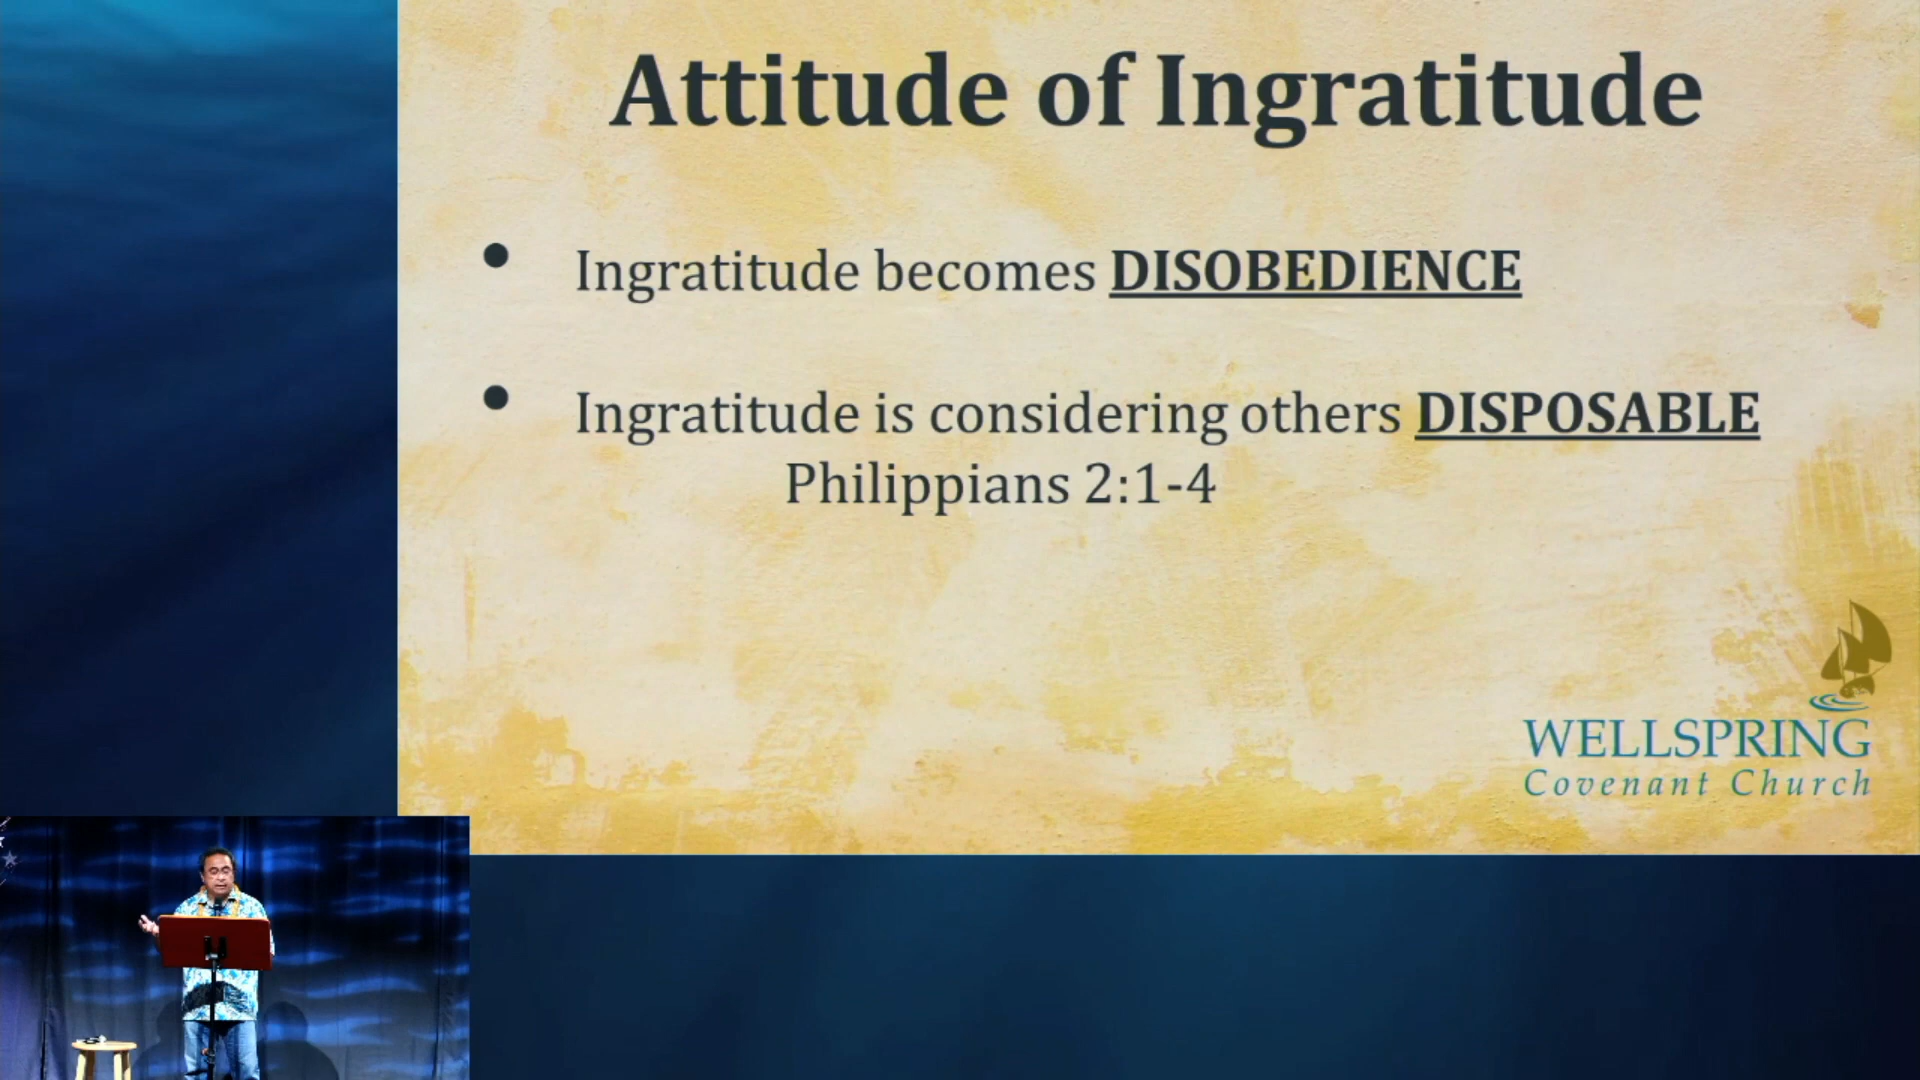 Attitude of Ingratitude
• Ingratitude becomes DISOBEDIENCE
• Ingratitude is considering others DISPOSABLE
Philippians 2:1-4
WELLSPRING
Covenant Church